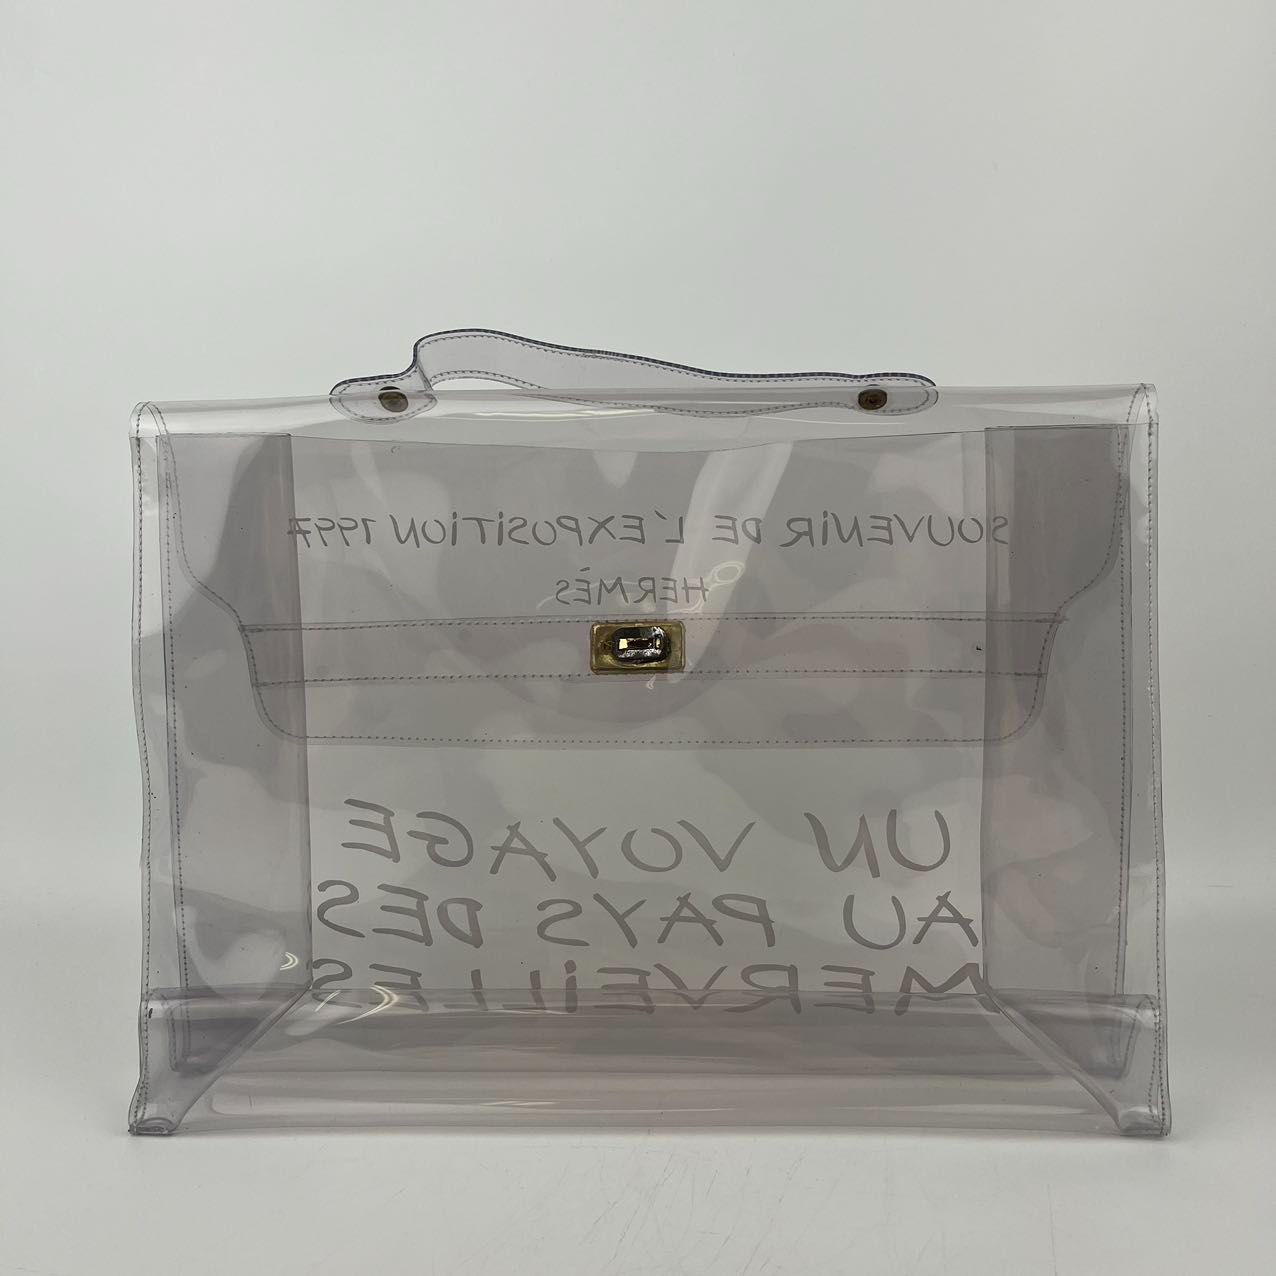 SOUVENIR DE L'EXPOSITION 1997
HERMÈS
UN VOYAGE
AU PAYS DES
MERVEILLES